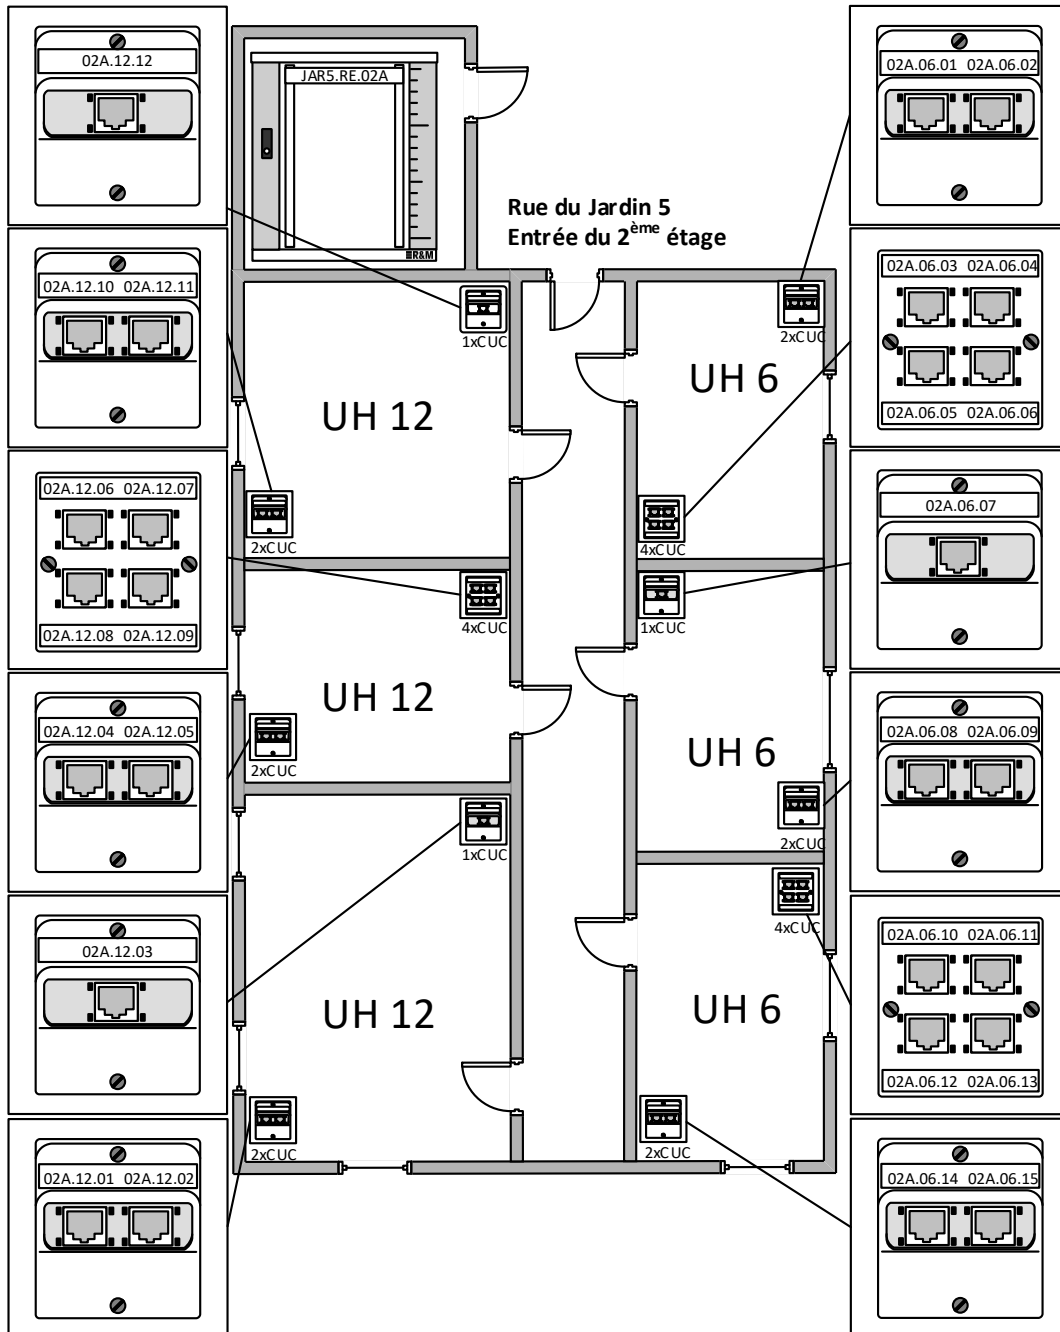 02A.12.12
02A.12.10 02A.12.11
02A.12.06 02A.12.07
02A.12.08 02A.12.09
02A.12.04 02A.12.05
02A.12.03
02A.12.01 02A.12.02
JAR5.RE.02A
R&M
Rue du Jardin 5
Entrée du 2ème étage
1xCUC
UH 12
2xCUC
4xCUC
UH 12
2xCUC
1xCUC
UH 12
2xCUC
2xCUC
UH 6
4xCUC
1xCUC
UH 6
2xCUC
4xCUC
UH 6
2xCUC
02A.06.01 02A.06.02
02A.06.03 02A.06.04
02A.06.05 02A.06.06
02A.06.07
02A.06.08 02A.06.09
02A.06.10 02A.06.11
02A.06.12 02A.06.13
02A.06.14 02A.06.15